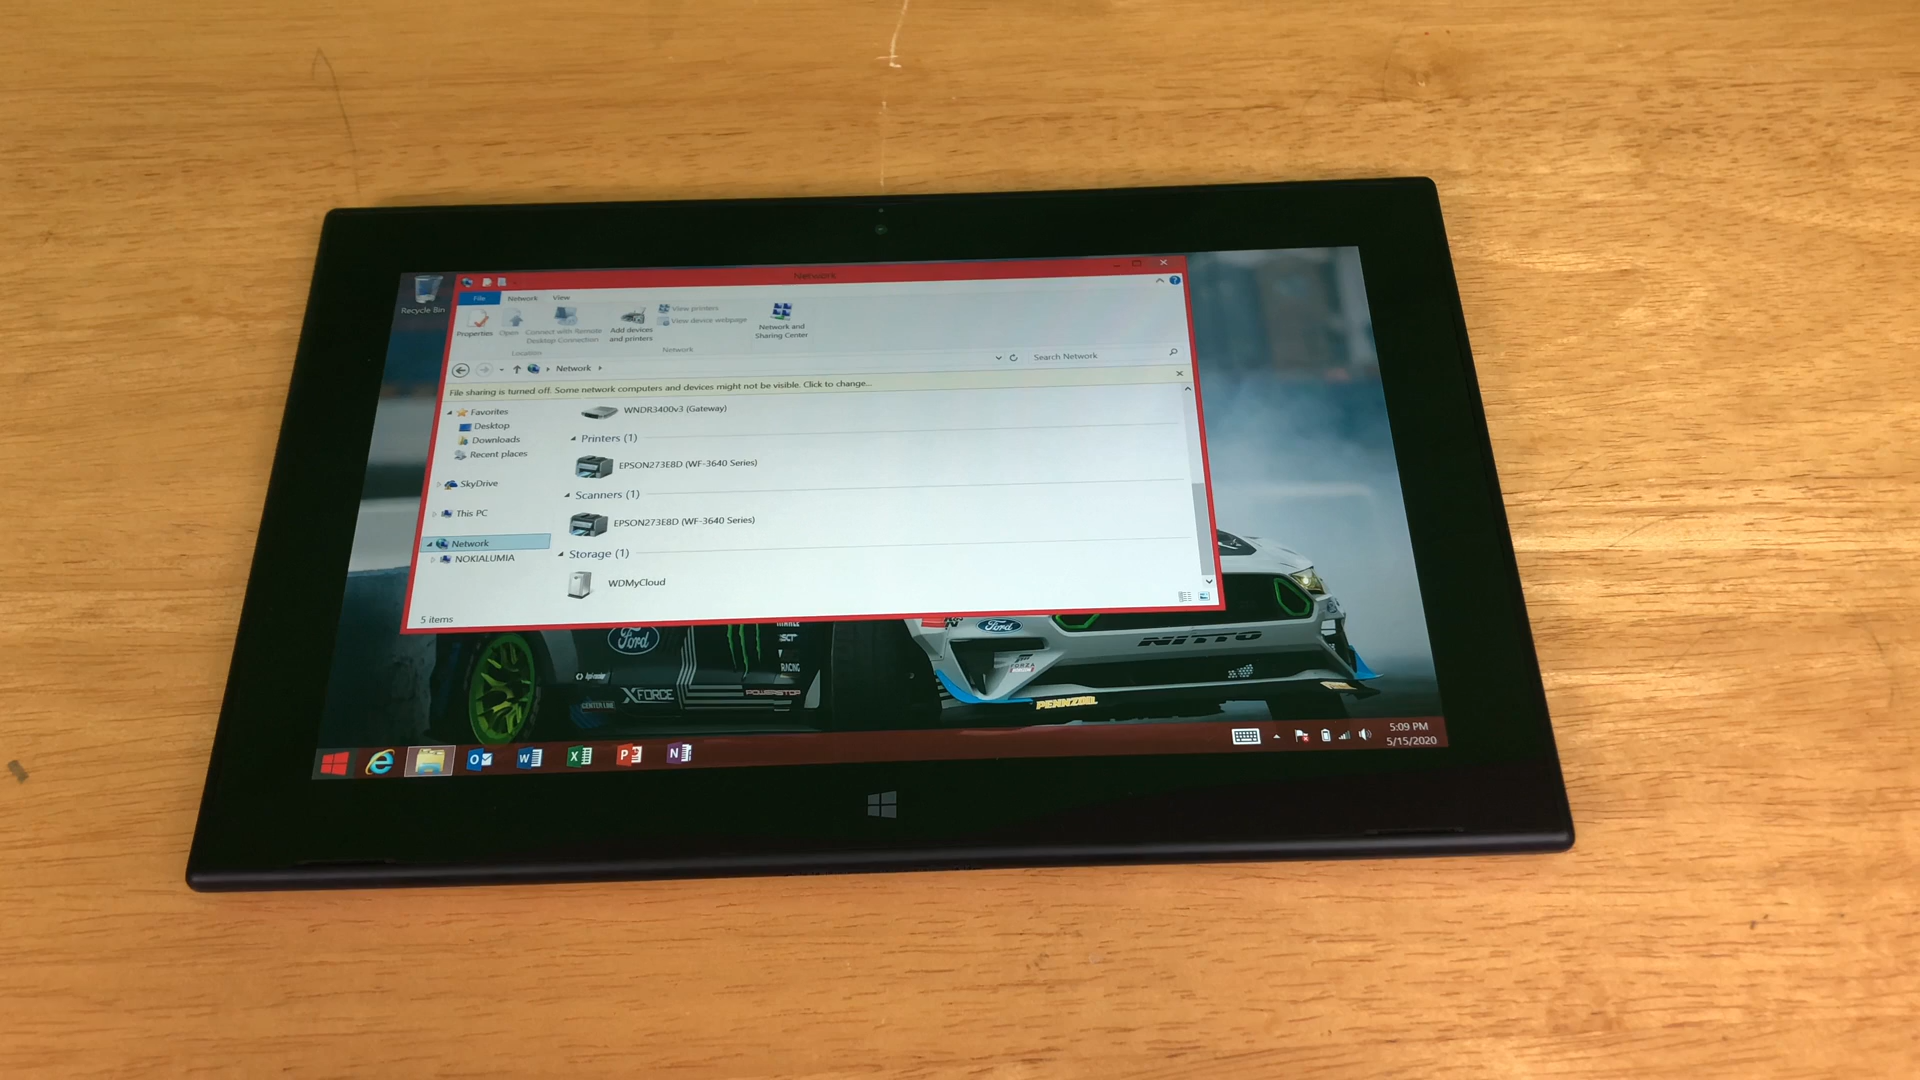 Recycle Bin
Network
File Network View
Properties
Open
Connect with Remote
Desktop Connection
Add devices
and printers
View printers
View device webpage
Network and
Sharing Center
Location
Network
Network
Search Network
File sharing is turned off. Some network computers and devices might not be visible. Click to change...
Favorites
Desktop
Downloads
Recent places
SkyDrive
This PC
Network
NOKIALUMIA
WNDR3400v3 (Gateway)
Printers (1)
EPSON273E8D (WF-3640 Series)
Scanners (1)
EPSON273E8D (WF-3640 Series)
Storage (1)
WDMyCloud
5 items
Ford
RACING
XFORCE
POWERSTOP
CENTERLINE
Ford
NITTO
FORZA
PENNZOIL
5:09 PM
5/15/2020